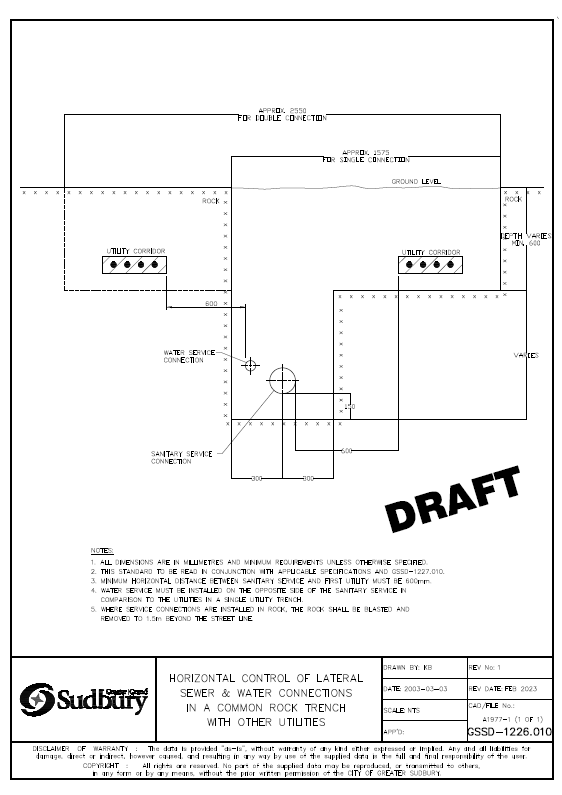 APPROX. 2550
FOR DOUBLE CONNECTION
APPROX. 1575
FOR SINGLE CONNECTION
GROUND LEVEL
ROCK
ROCK
DEPTH VARIES
MIN. 600
UTILITY CORRIDOR
UTILITY CORRIDOR
600
WATER SERVICE
CONNECTION
VARIES
150
SANITARY SERVICE
CONNECTION
600
300
300
DRAFT
NOTES:
1. ALL DIMENSIONS ARE IN MILLIMETRES AND MINIMUM REQUIREMENTS UNLESS OTHERWISE SPECIFIED.
2. THIS STANDARD TO BE READ IN CONJUNCTION WITH APPLICABLE SPECIFICATIONS AND GSSD-1227.010.
3. MINIMUM HORIZONTAL DISTANCE BETWEEN SANITARY SERVICE AND FIRST UTILITY MUST BE 600mm.
4. WATER SERVICE MUST BE INSTALLED ON THE OPPOSITE SIDE OF THE SANITARY SERVICE IN
COMPARISON TO THE UTILITIES IN A SINGLE UTILITY TRENCH.
5. WHERE SERVICE CONNECTIONS ARE INSTALLED IN ROCK, THE ROCK SHALL BE BLASTED AND
REMOVED TO 1.5m BEYOND THE STREET LINE.
Greater Grand
Sudbury
HORIZONTAL CONTROL OF LATERAL
SEWER & WATER CONNECTIONS
IN A COMMON ROCK TRENCH
WITH OTHER UTILITIES
DRAWN BY: KB
REV No: 1
DATE: 2003-03-03
REV DATE: FEB 2023
SCALE: NTS
CAD/FILE No.:
A1977-1 (1 OF 1)
APP'D:
GSSD-1226.010
DISCLAIMER OF WARRANTY : The data is provided "as-is", without warranty of any kind either expressed or implied. Any and all liabilities for
damage, direct or indirect, however caused, and resulting in any way by use of the supplied data is the full and final responsibility of the user.
COPYRIGHT : All rights are reserved. No part of the supplied data may be reproduced, or transmitted to others,
in any form or by any means, without the prior written permission of the CITY OF GREATER SUDBURY.